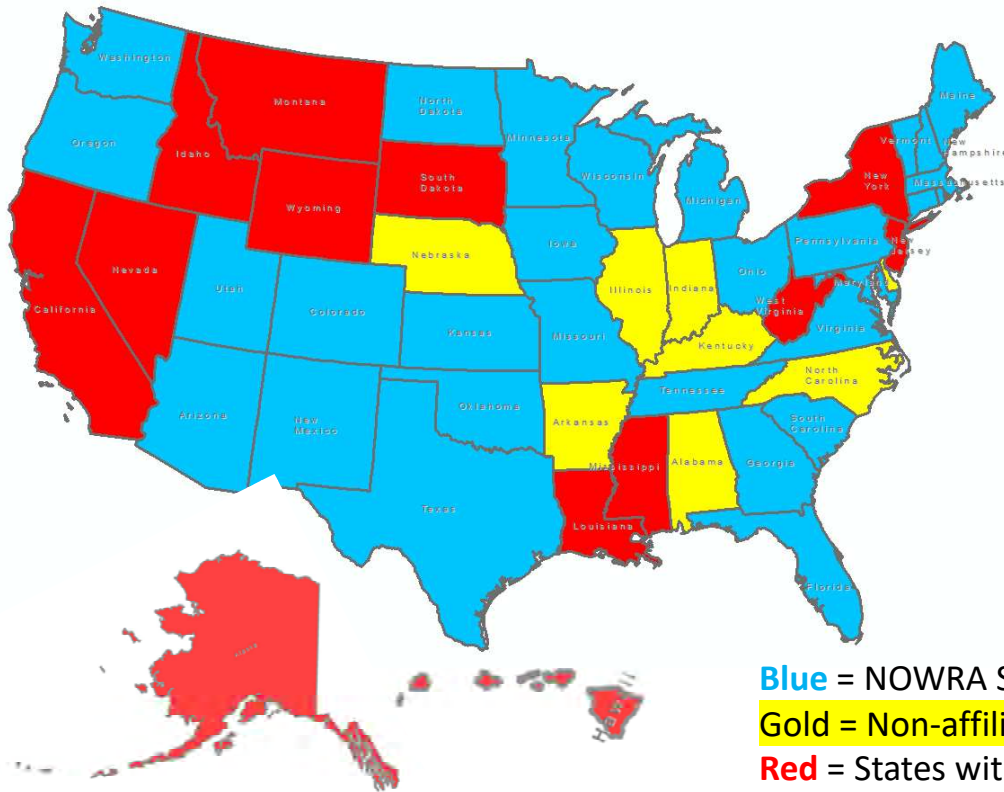 Washington
Montana
North
Dakota
Minnesota
Maine
Oregon
Idaho
South
Dakota
Wisconsin
Vermont
New
Hampshire
New
York
Massachusetts
Michigan
Wyoming
Iowa
Nebraska
Pennsylvania
New
Jersey
Nevada
Utah
Illinois
Indiana
Ohio
Maryland
California
Colorado
Kansas
Missouri
West
Virginia
Virginia
Kentucky
North
Carolina
Tennessee
Arizona
New
Mexico
Oklahoma
Arkansas
South
Carolina
Mississippi
Alabama
Georgia
Texas
Louisiana
Florida
Alaska
Blue = NOWRA S
Gold = Non-affili
Red = States wit